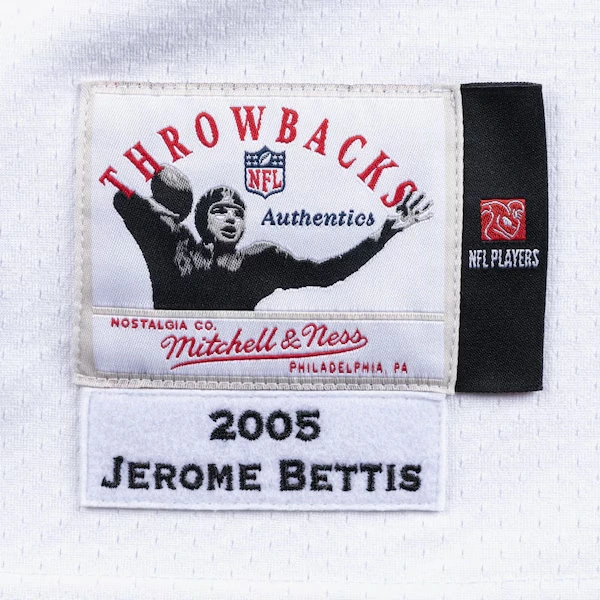 THROWBACKS
NFL
Authentics
NOSTALGIA CO.
Mitchell & Ness
PHILADELPHIA, PA
NFL PLAYERS
2005
JEROME BETTIS